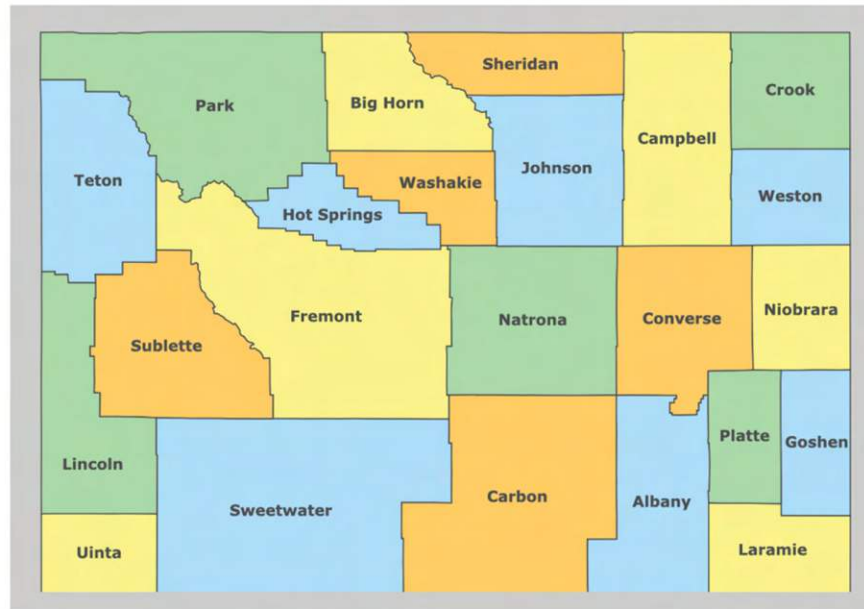 Sheridan
Park
Big Horn
Crook
Campbell
Teton
Washakie
Johnson
Weston
Hot Springs
Fremont
Natrona
Converse
Niobrara
Sublette
Platte
Goshen
Lincoln
Sweetwater
Carbon
Albany
Uinta
Laramie